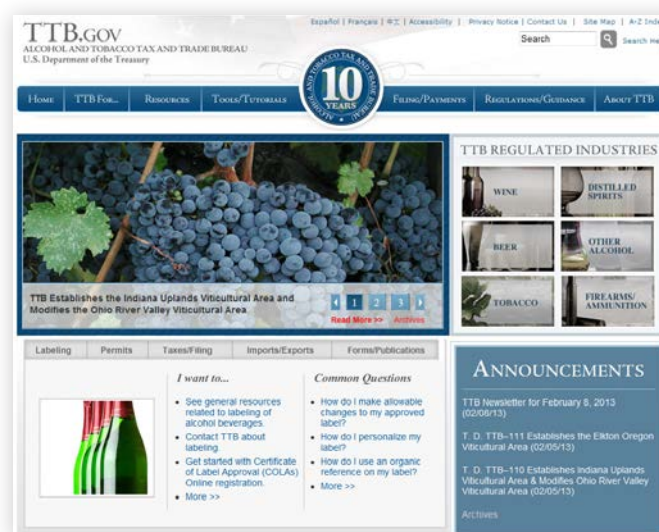 Español | Français | 中文 | Accessibility | Privacy Notice | Contact Us | Site Map | A-Z Inde
TTB.GOV
ALCOHOL AND TOBACCO TAX AND TRADE BUREAU
U.S. Department of the Treasury
Search
Search He
ALCOHOL AND TOBACCO TAX AND TRADE BUREAU
10
YEARS
HOME TTB FOR... RESOURCES TOOLS/TUTORIALS FILING/PAYMENTS REGULATIONS/GUIDANCE ABOUT TTB
TTB Establishes the Indiana Uplands Viticultural Area and
Modifies the Ohio River Valley Viticultural Area
1 2 3
Read More >> Archives
TTB REGULATED INDUSTRIES
WINE
DISTILLED
SPIRITS
BEER
OTHER
ALCOHOL
TOBACCO
FIREARMS/
AMMUNITION
Labeling Permits Taxes/Filing Imports/Exports Forms/Publications
I want to...
See general resources
related to labeling of
alcohol beverages.
Contact TTB about
labeling.
Get started with Certificate
of Label Approval (COLAs)
Online registration.
More >>
Common Questions
How do I make allowable
changes to my approved
label?
How do I personalize my
label?
How do I use an organic
reference on my label?
More >>
ANNOUNCEMENTS
TTB Newsletter for February 8, 2013
(02/08/13)
T. D. TTB–111 Establishes the Elkton Oregon
Viticultural Area (02/05/13)
T. D. TTB–110 Establishes Indiana Uplands
Viticultural Area & Modifies Ohio River Valley
Viticultural Area (02/05/13)
Archives